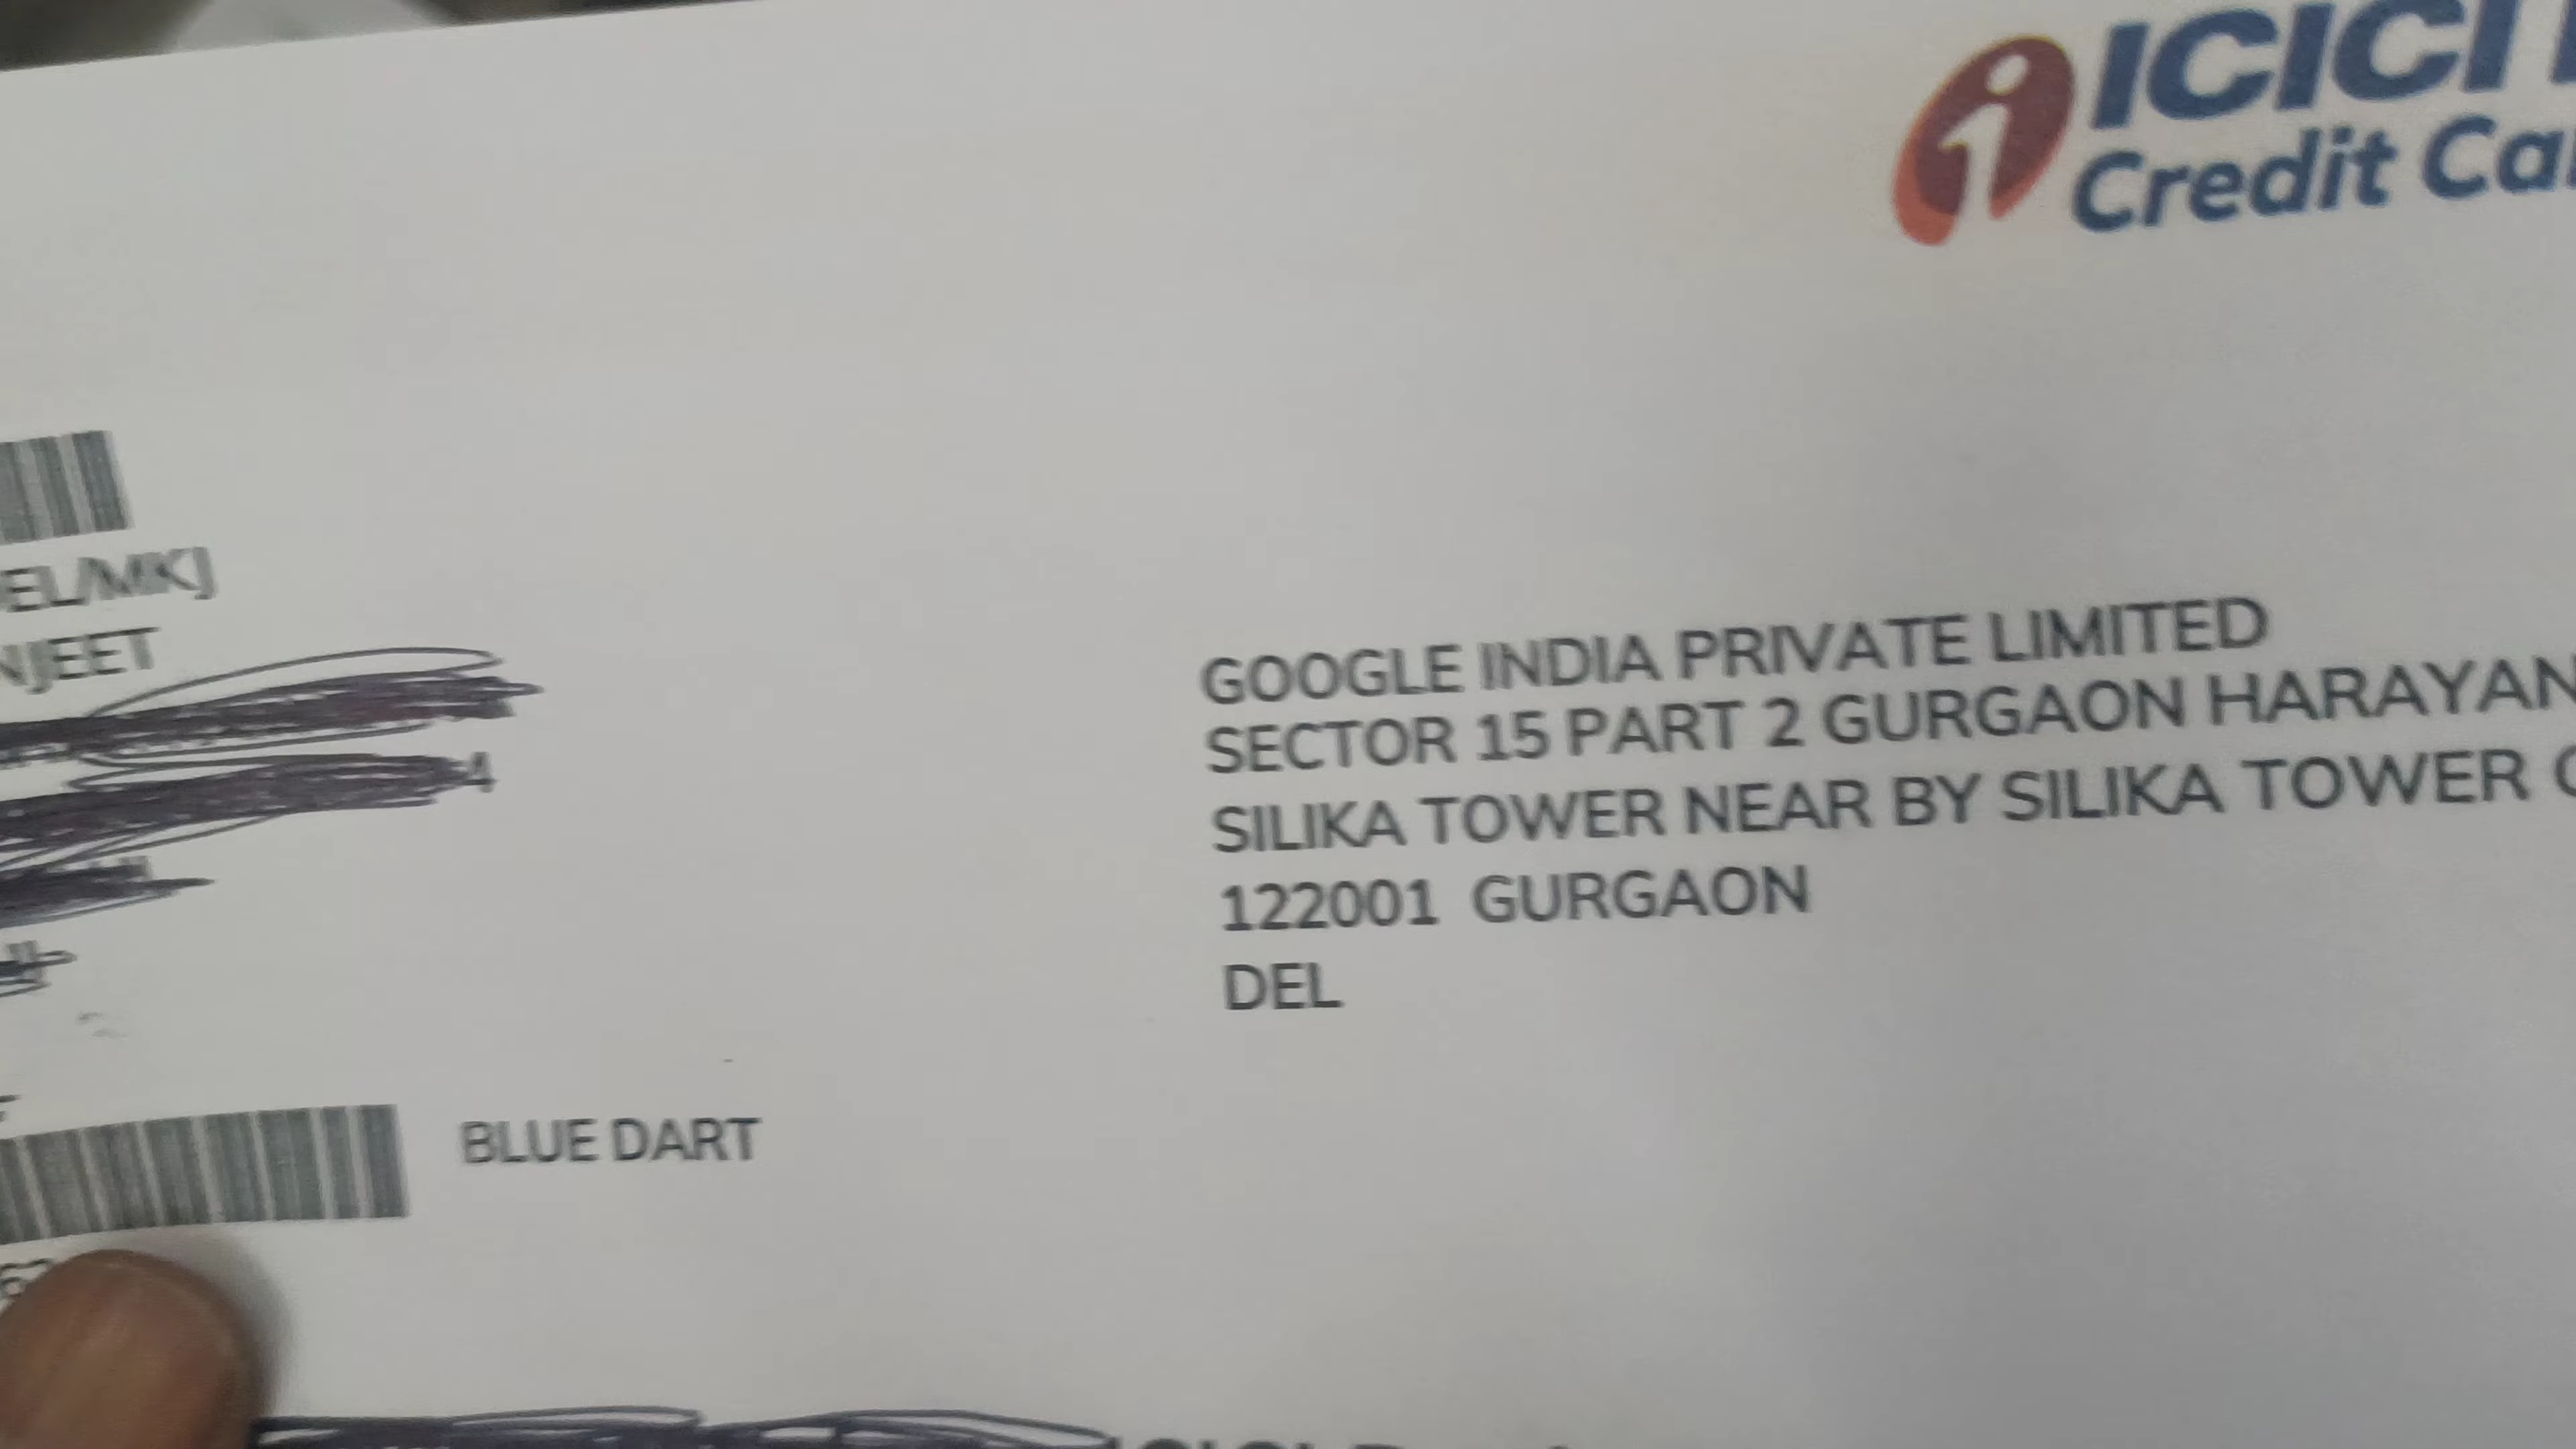 ICICI
Credit Ca
EL/MKJ
NJEET
4
GOOGLE INDIA PRIVATE LIMITED
SECTOR 15 PART 2 GURGAON HARAYAN
SILIKA TOWER NEAR BY SILIKA TOWER
122001 GURGAON
DEL
BLUE DART